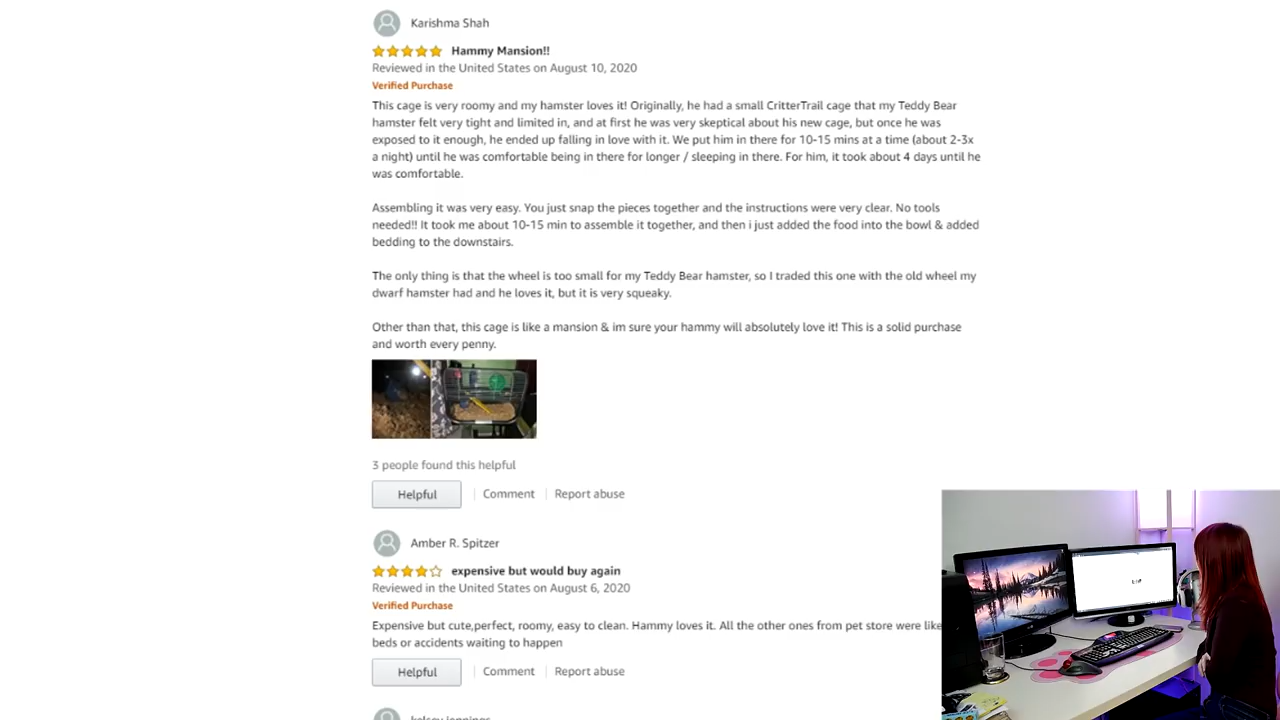 Karishma Shah
Hammy Mansion!!
Reviewed in the United States on August 10, 2020
Verified Purchase
This cage is very roomy and my hamster loves it! Originally, he had a small CritterTrail cage that my Teddy Bear
hamster felt very tight and limited in, and at first he was very skeptical about his new cage, but once he was
exposed to it enough, he ended up falling in love with it. We put him in there for 10-15 mins at a time (about 2-3x
a night) until he was comfortable being in there for longer / sleeping in there. For him, it took about 4 days until he
was comfortable.
Assembling it was very easy. You just snap the pieces together and the instructions were very clear. No tools
needed!! It took me about 10-15 min to assemble it together, and then i just added the food into the bowl & added
bedding to the downstairs.
The only thing is that the wheel is too small for my Teddy Bear hamster, so I traded this one with the old wheel my
dwarf hamster had and he loves it, but it is very squeaky.
Other than that, this cage is like a mansion & im sure your hammy will absolutely love it! This is a solid purchase
and worth every penny.
3 people found this helpful
Helpful | Comment | Report abuse
Amber R. Spitzer
expensive but would buy again
Reviewed in the United States on August 6, 2020
Verified Purchase
Expensive but cute,perfect, roomy, easy to clean. Hammy loves it. All the other ones from pet store were like
beds or accidents waiting to happen
Helpful | Comment | Report abuse
kelsey jennings